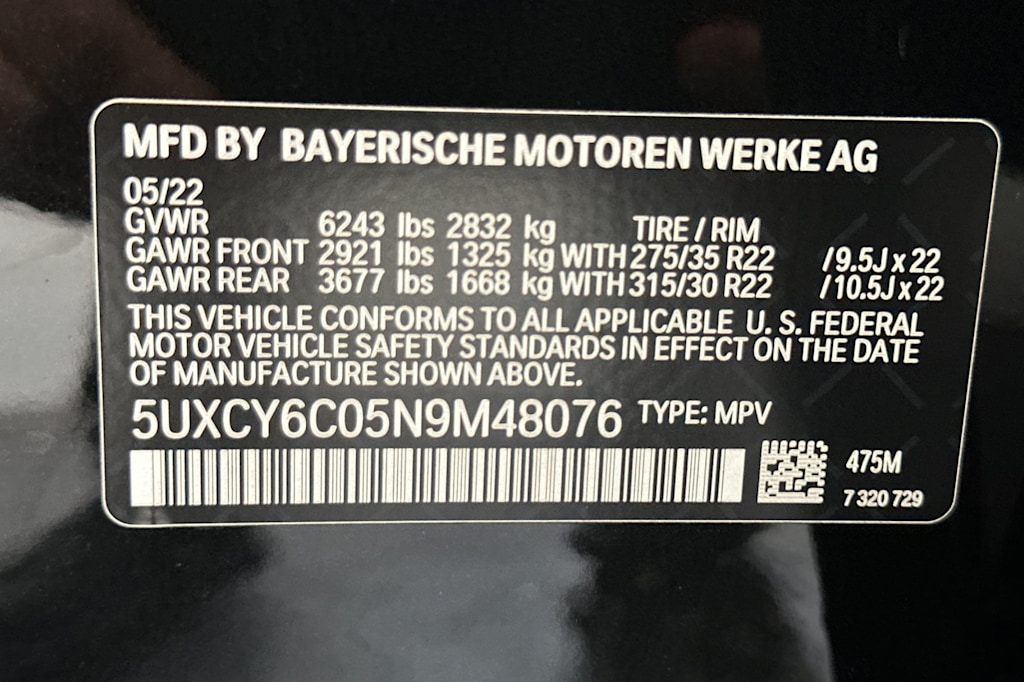 MFD BY BAYERISCHE MOTOREN WERKE AG
05/22
GVWR 6243 lbs 2832 kg TIRE / RIM
GAWR FRONT 2921 lbs 1325 kg WITH 275/35 R22 /9.5J x 22
GAWR REAR 3677 lbs 1668 kg WITH 315/30 R22 /10.5J x 22
THIS VEHICLE CONFORMS TO ALL APPLICABLE U. S. FEDERAL
MOTOR VEHICLE SAFETY STANDARDS IN EFFECT ON THE DATE
OF MANUFACTURE SHOWN ABOVE.
5UXCY6C05N9M48076 TYPE: MPV
475M
7 320 729